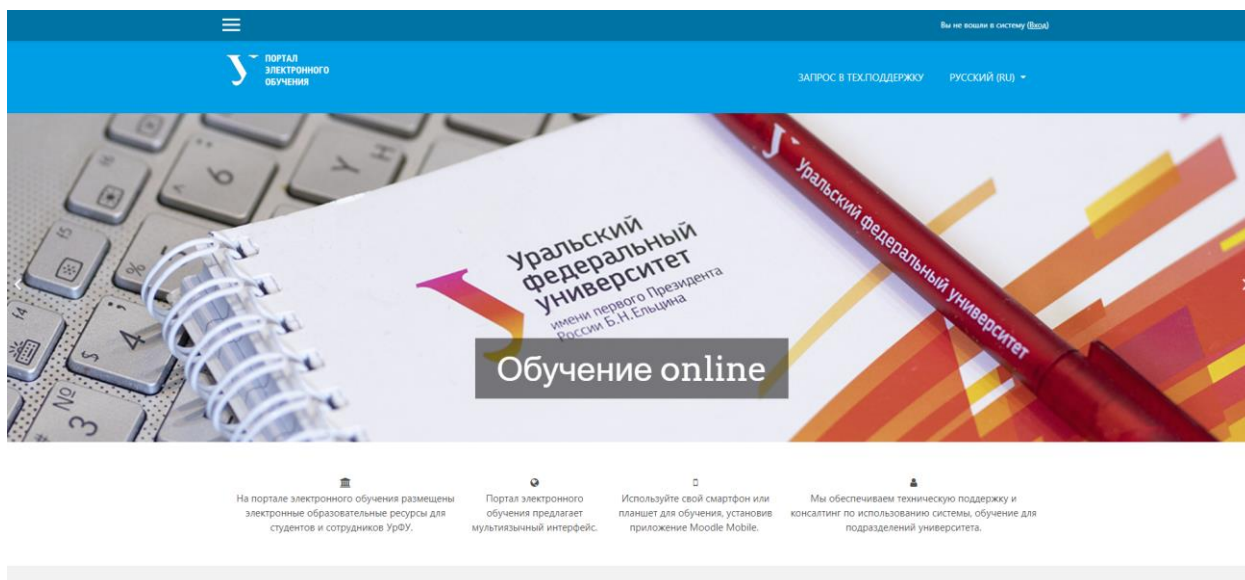 Вы не вошли в систему (Вход)
ПОРТАЛ
ЭЛЕКТРОННОГО
ОБУЧЕНИЯ
ЗАПРОС В ТЕХ.ПОДДЕРЖКУ
РУССКИЙ (RU)
Уральский
федеральный
университет
имени первого Президента
России Б.Н.Ельцина
Уральский федеральный университет
Обучение online
На портале электронного обучения размещены
электронные образовательные ресурсы для
студентов и сотрудников УрФУ.
Портал электронного
обучения предлагает
мультиязычный интерфейс.
Используйте свой смартфон или
планшет для обучения, установив
приложение Moodle Mobile.
Мы обеспечиваем техническую поддержку и
консалтинг по использованию системы, обучение для
подразделений университета.